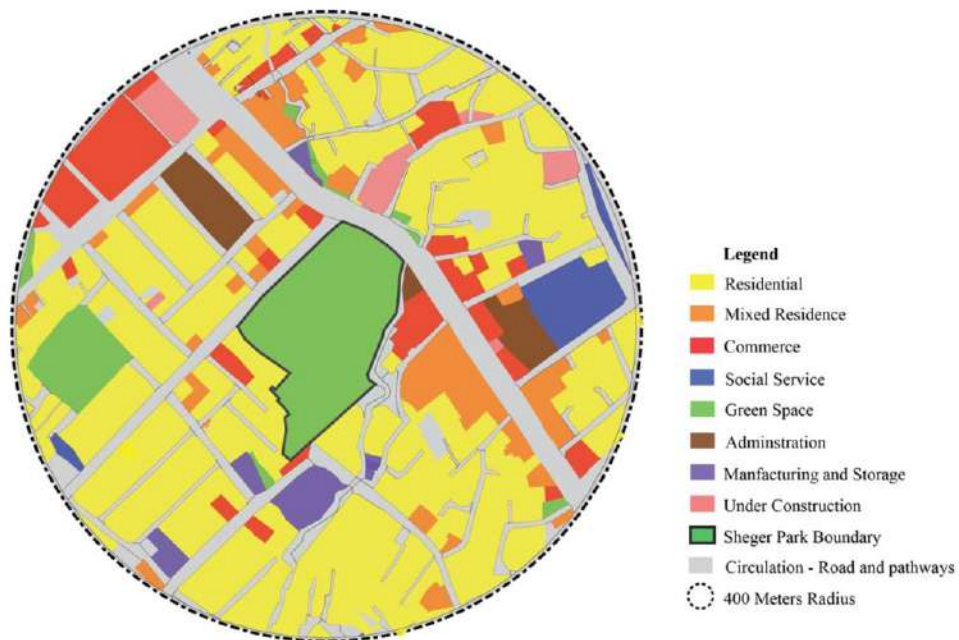 Legend
Residential
Mixed Residence
Commerce
Social Service
Green Space
Adminstration
Manfacturing and Storage
Under Construction
Sheger Park Boundary
Circulation - Road and pathways
400 Meters Radius